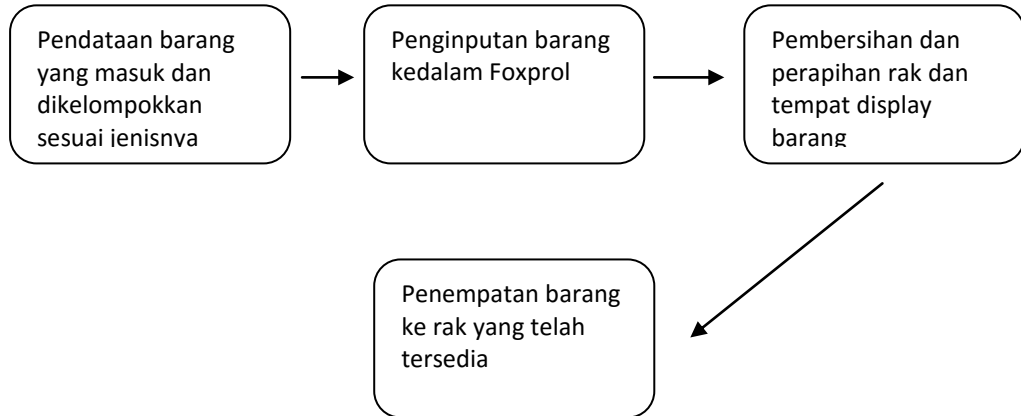 Pendataan barang
yang masuk dan
dikelompokkan
sesuai jenisnya
Penginputan barang
kedalam Foxprol
Pembersihan dan
perapihan rak dan
tempat display
barang
Penempatan barang
ke rak yang telah
tersedia